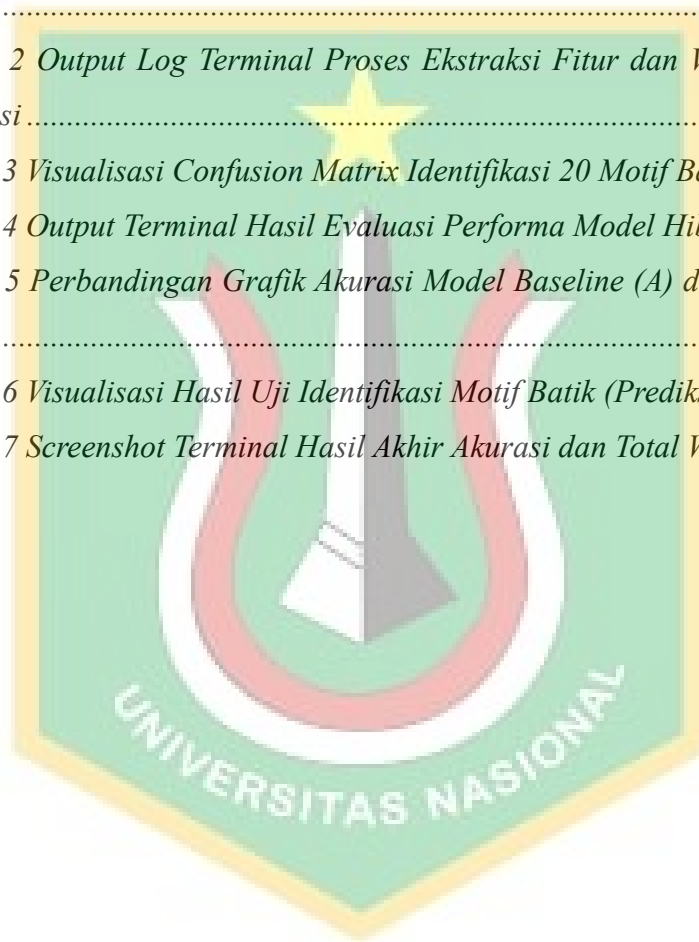 .......................................................................................
2 Output Log Terminal Proses Ekstraksi Fitur dan
si.......................................................................................
3 Visualisasi Confusion Matrix Identifikasi 20 Motif
4 Output Terminal Hasil Evaluasi Performa Model
5 Perbandingan Grafik Akurasi Model Baseline (A)
.......................................................................................
6 Visualisasi Hasil Uji Identifikasi Motif Batik
7 Screenshot Terminal Hasil Akhir Akurasi dan Total
UNIVERSITAS NASIONAL